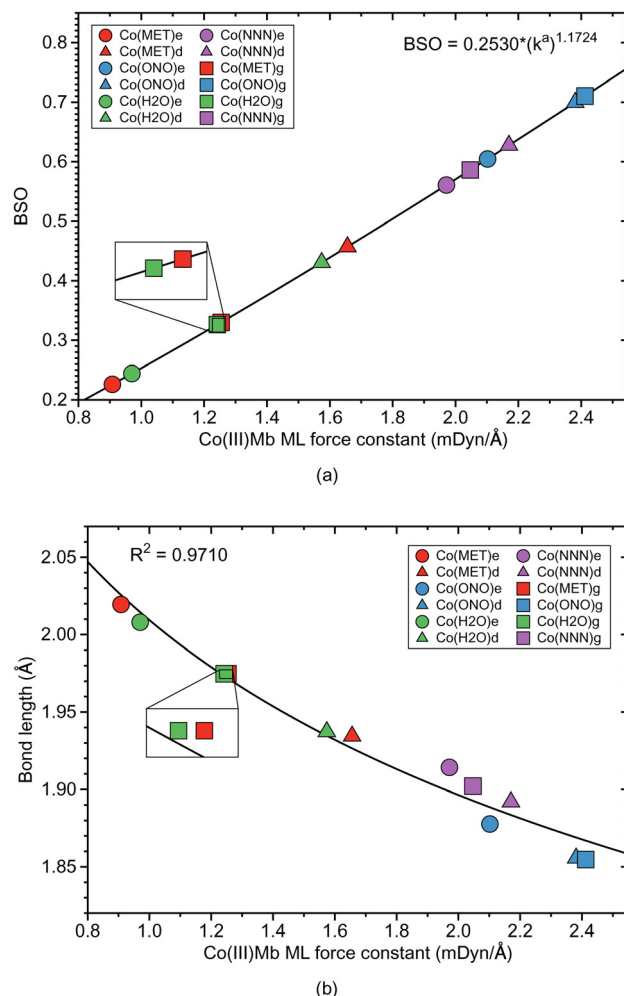 (a)
Co(MET)e Co(NNN)e
Co(MET)d Co(NNN)d
Co(ONO)e Co(MET)g
Co(ONO)d Co(ONO)g
Co(H2O)e Co(H2O)g
Co(H2O)d Co(NNN)g
BSO = 0.2530*(kᵃ)¹·¹⁷²⁴
BSO
0.8
0.7
0.6
0.5
0.4
0.3
0.2
0.8 1.0 1.2 1.4 1.6 1.8 2.0 2.2 2.4
Co(III)Mb ML force constant (mDyn/Å)
(a)
R² = 0.9710
Co(MET)e Co(NNN)e
Co(MET)d Co(NNN)d
Co(ONO)e Co(MET)g
Co(ONO)d Co(ONO)g
Co(H2O)e Co(H2O)g
Co(H2O)d Co(NNN)g
Bond length (Å)
2.05
2.00
1.95
1.90
1.85
0.8 1.0 1.2 1.4 1.6 1.8 2.0 2.2 2.4
Co(III)Mb ML force constant (mDyn/Å)
(b)